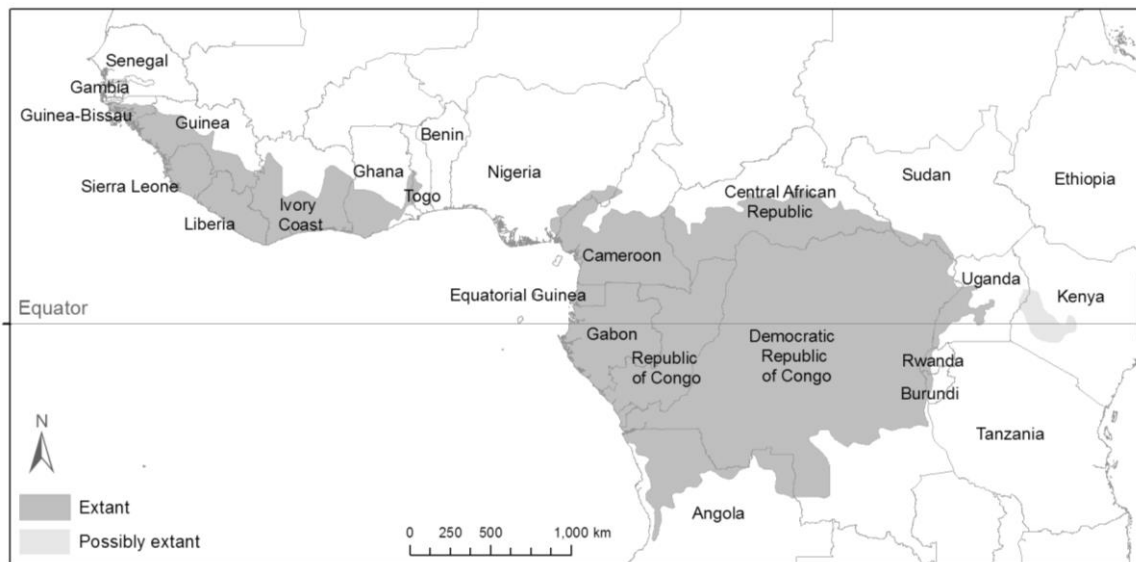 Senegal
Gambia
Guinea-Bissau
Guinea
Sierra Leone
Liberia
Ivory
Coast
Ghana
Togo
Benin
Nigeria
Central African
Republic
Sudan
Ethiopia
Cameroon
Uganda
Kenya
Equatorial Guinea
Equator
Gabon
Republic
of Congo
Democratic
Republic
of Congo
Rwanda
Burundi
Tanzania
Angola
N
Extant
Possibly extant
0 250 500 1,000 km